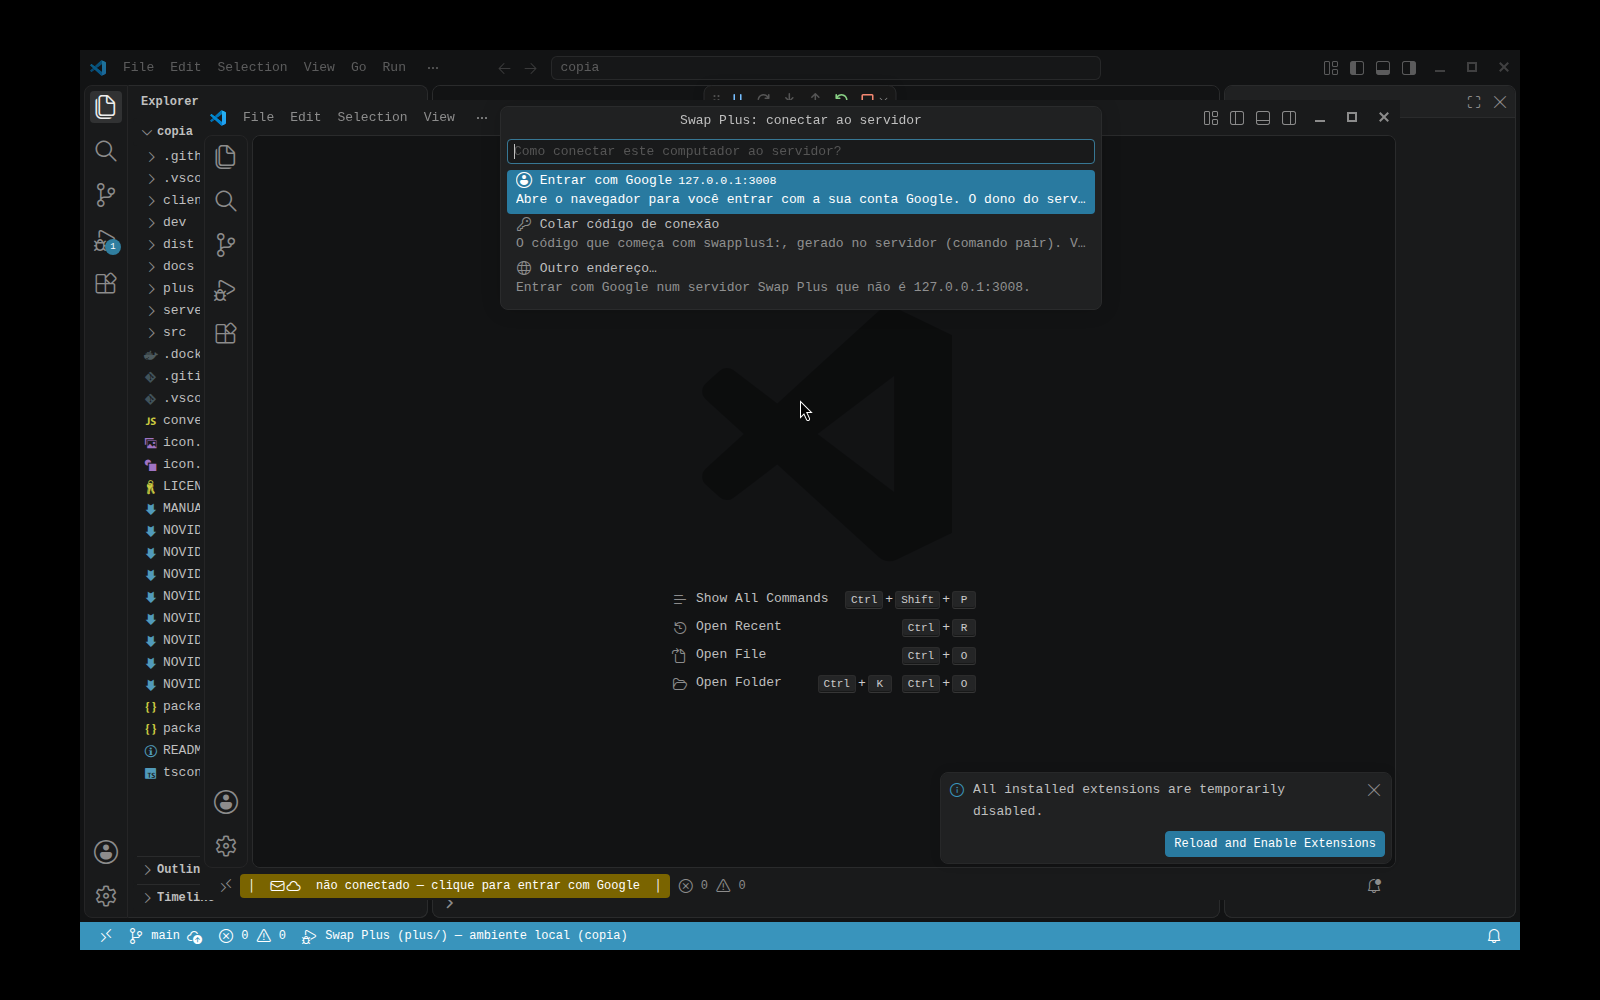 File Edit Selection View Go Run ···
copia
Explorer
copia
.gith
.vsco
clien
dev
dist
docs
plus
serve
src
.dock
.giti
.vsco
conve
icon.
icon.
LICEN
MANUA
NOVID
NOVID
NOVID
NOVID
NOVID
NOVID
NOVID
NOVID
packa
packa
READM
tscon
Outlin
Timeli
1
File Edit Selection View ···
Swap Plus: conectar ao servidor
Como conectar este computador ao servidor?
Entrar com Google 127.0.0.1:3008
Abre o navegador para você entrar com a sua conta Google. O dono do serv…
Colar código de conexão
O código que começa com swapplus1:, gerado no servidor (comando pair). V…
Outro endereço…
Entrar com Google num servidor Swap Plus que não é 127.0.0.1:3008.
Show All Commands Ctrl + Shift + P
Open Recent Ctrl + R
Open File Ctrl + O
Open Folder Ctrl + K Ctrl + O
All installed extensions are temporarily
disabled.
Reload and Enable Extensions
| não conectado — clique para entrar com Google | 0 0
main 0 0 Swap Plus (plus/) — ambiente local (copia)